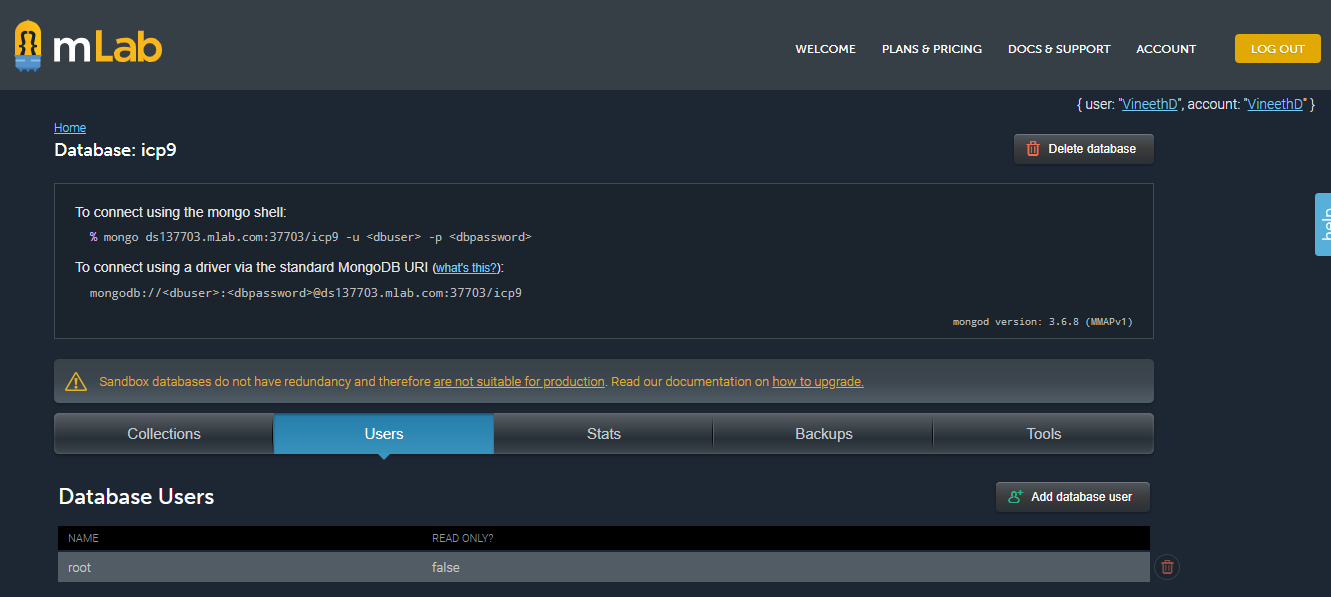 mLab
WELCOME PLANS & PRICING DOCS & SUPPORT ACCOUNT LOG OUT
{ user: "VineethD", account: "VineethD" }
Home
Database: icp9
Delete database
help
To connect using the mongo shell:
% mongo ds137703.mlab.com:37703/icp9 -u <dbuser> -p <dbpassword>
To connect using a driver via the standard MongoDB URI (what's this?):
mongodb://<dbuser>:<dbpassword>@ds137703.mlab.com:37703/icp9
mongod version: 3.6.8 (MMAPv1)
Sandbox databases do not have redundancy and therefore are not suitable for production. Read our documentation on how to upgrade.
Collections Users Stats Backups Tools
Database Users
Add database user
NAME READ ONLY?
root false